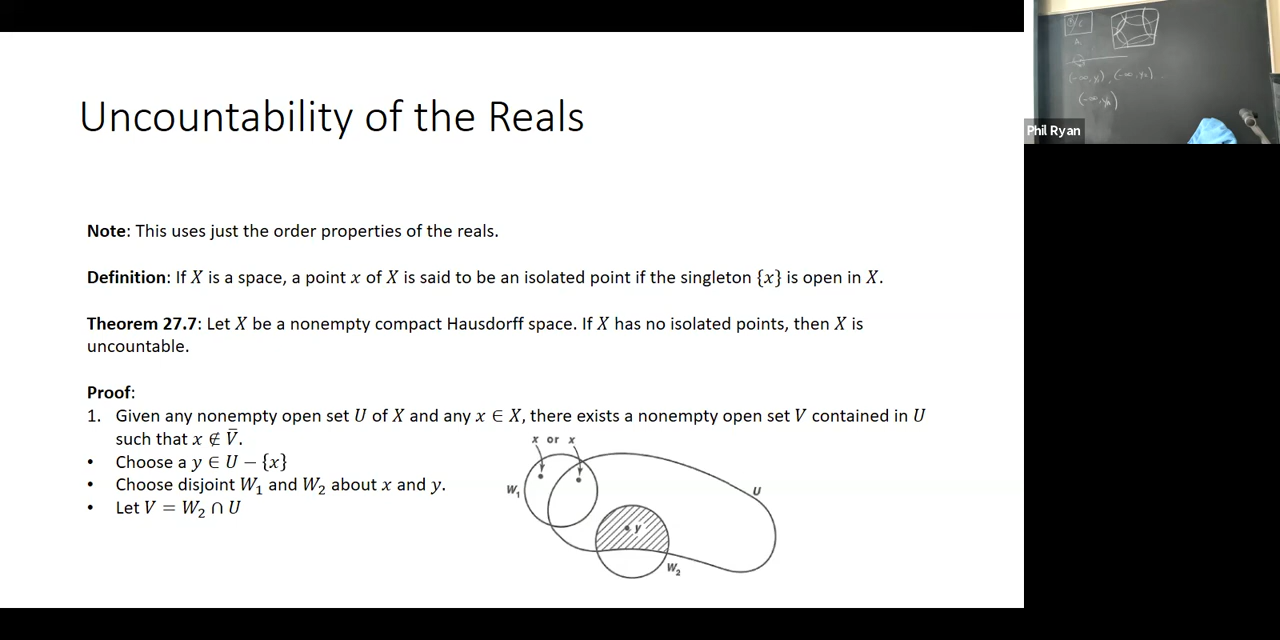 Uncountability of the Reals
Note: This uses just the order properties of the reals.
Definition: If X is a space, a point x of X is said to be an isolated point if the singleton {x} is open in X.
Theorem 27.7: Let X be a nonempty compact Hausdorff space. If X has no isolated points, then X is
uncountable.
Proof:
1. Given any nonempty open set U of X and any x ∈ X, there exists a nonempty open set V contained in U
such that x ∉ V̄.
• Choose a y ∈ U − {x}
• Choose disjoint W₁ and W₂ about x and y.
• Let V = W₂ ∩ U
x or x
W₁
U
y
W₂
Phil Ryan